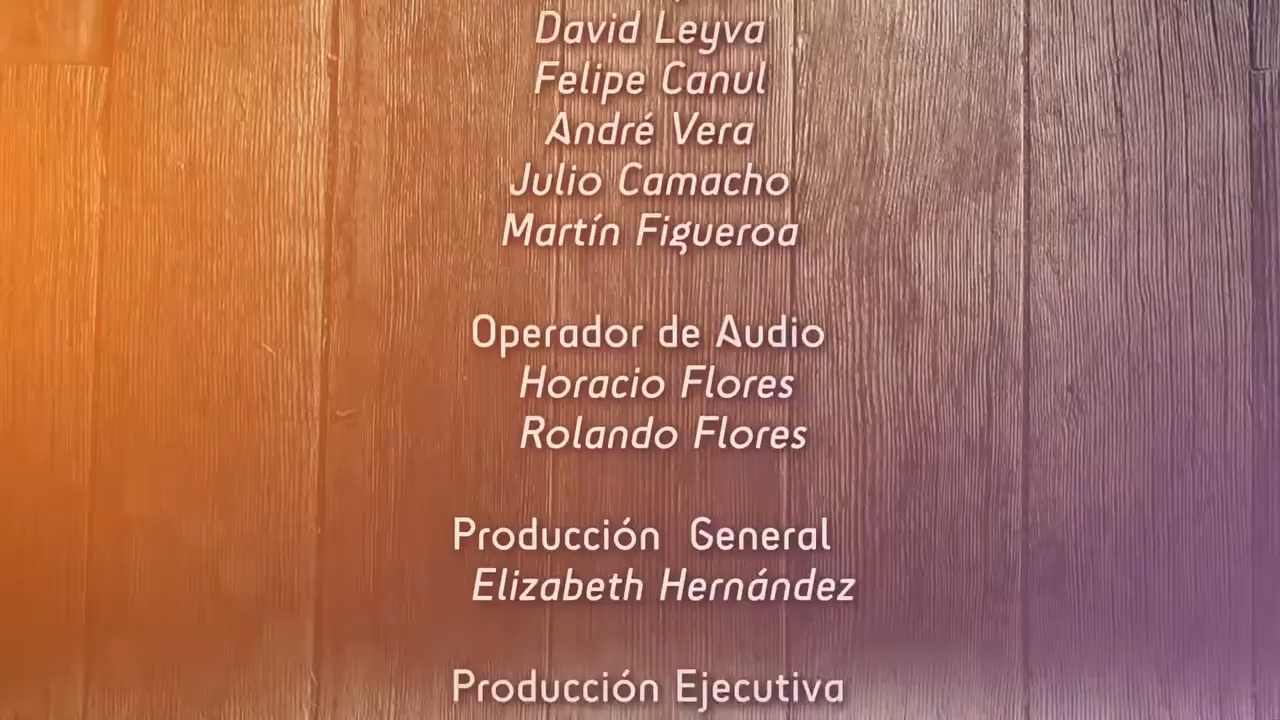 David Leyva
Felipe Canul
André Vera
Julio Camacho
Martín Figueroa
Operador de Audio
Horacio Flores
Rolando Flores
Producción General
Elizabeth Hernández
Producción Ejecutiva